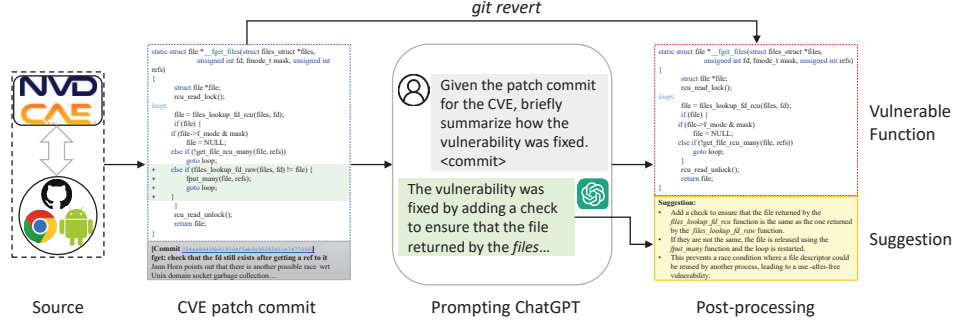 git revert
NVD
CAE
Source
static struct file *__fget_files(struct files_struct *files,
unsigned int fd, fmode_t mask, unsigned int
refs)
{
struct file *file;
rcu_read_lock();
loop:
file = files_lookup_fd_rcu(files, fd);
if (file) {
if (file->f_mode & mask)
file = NULL;
else if (!get_file_rcu_many(file, refs))
goto loop;
+ else if (files_lookup_fd_raw(files, fd) != file) {
+ fput_many(file, refs);
+ goto loop;
+ }
}
rcu_read_unlock();
return file;
}
[Commit
fget: check that the fd still exists after getting a ref to it
Jann Horn points out that there is another possible race wrt
Unix domain socket garbage collection…
CVE patch commit
Given the patch commit
for the CVE, briefly
summarize how the
vulnerability was fixed.
<commit>
The vulnerability was
fixed by adding a check
to ensure that the file
returned by the files…
Prompting ChatGPT
static struct file *__fget_files(struct files_struct *files,
unsigned int fd, fmode_t mask, unsigned int refs)
{
struct file *file;
rcu_read_lock();
loop:
file = files_lookup_fd_rcu(files, fd);
if (file) {
if (file->f_mode & mask)
file = NULL;
else if (!get_file_rcu_many(file, refs))
goto loop;
}
rcu_read_unlock();
return file;
}
Vulnerable
Function
Suggestion:
• Add a check to ensure that the file returned by the
files_lookup_fd_rcu function is the same as the one returned
by the files_lookup_fd_raw function.
• If they are not the same, the file is released using the
fput_many function and the loop is restarted.
• This prevents a race condition where a file descriptor could
be reused by another process, leading to a use -after-free
vulnerability.
Suggestion
Post-processing